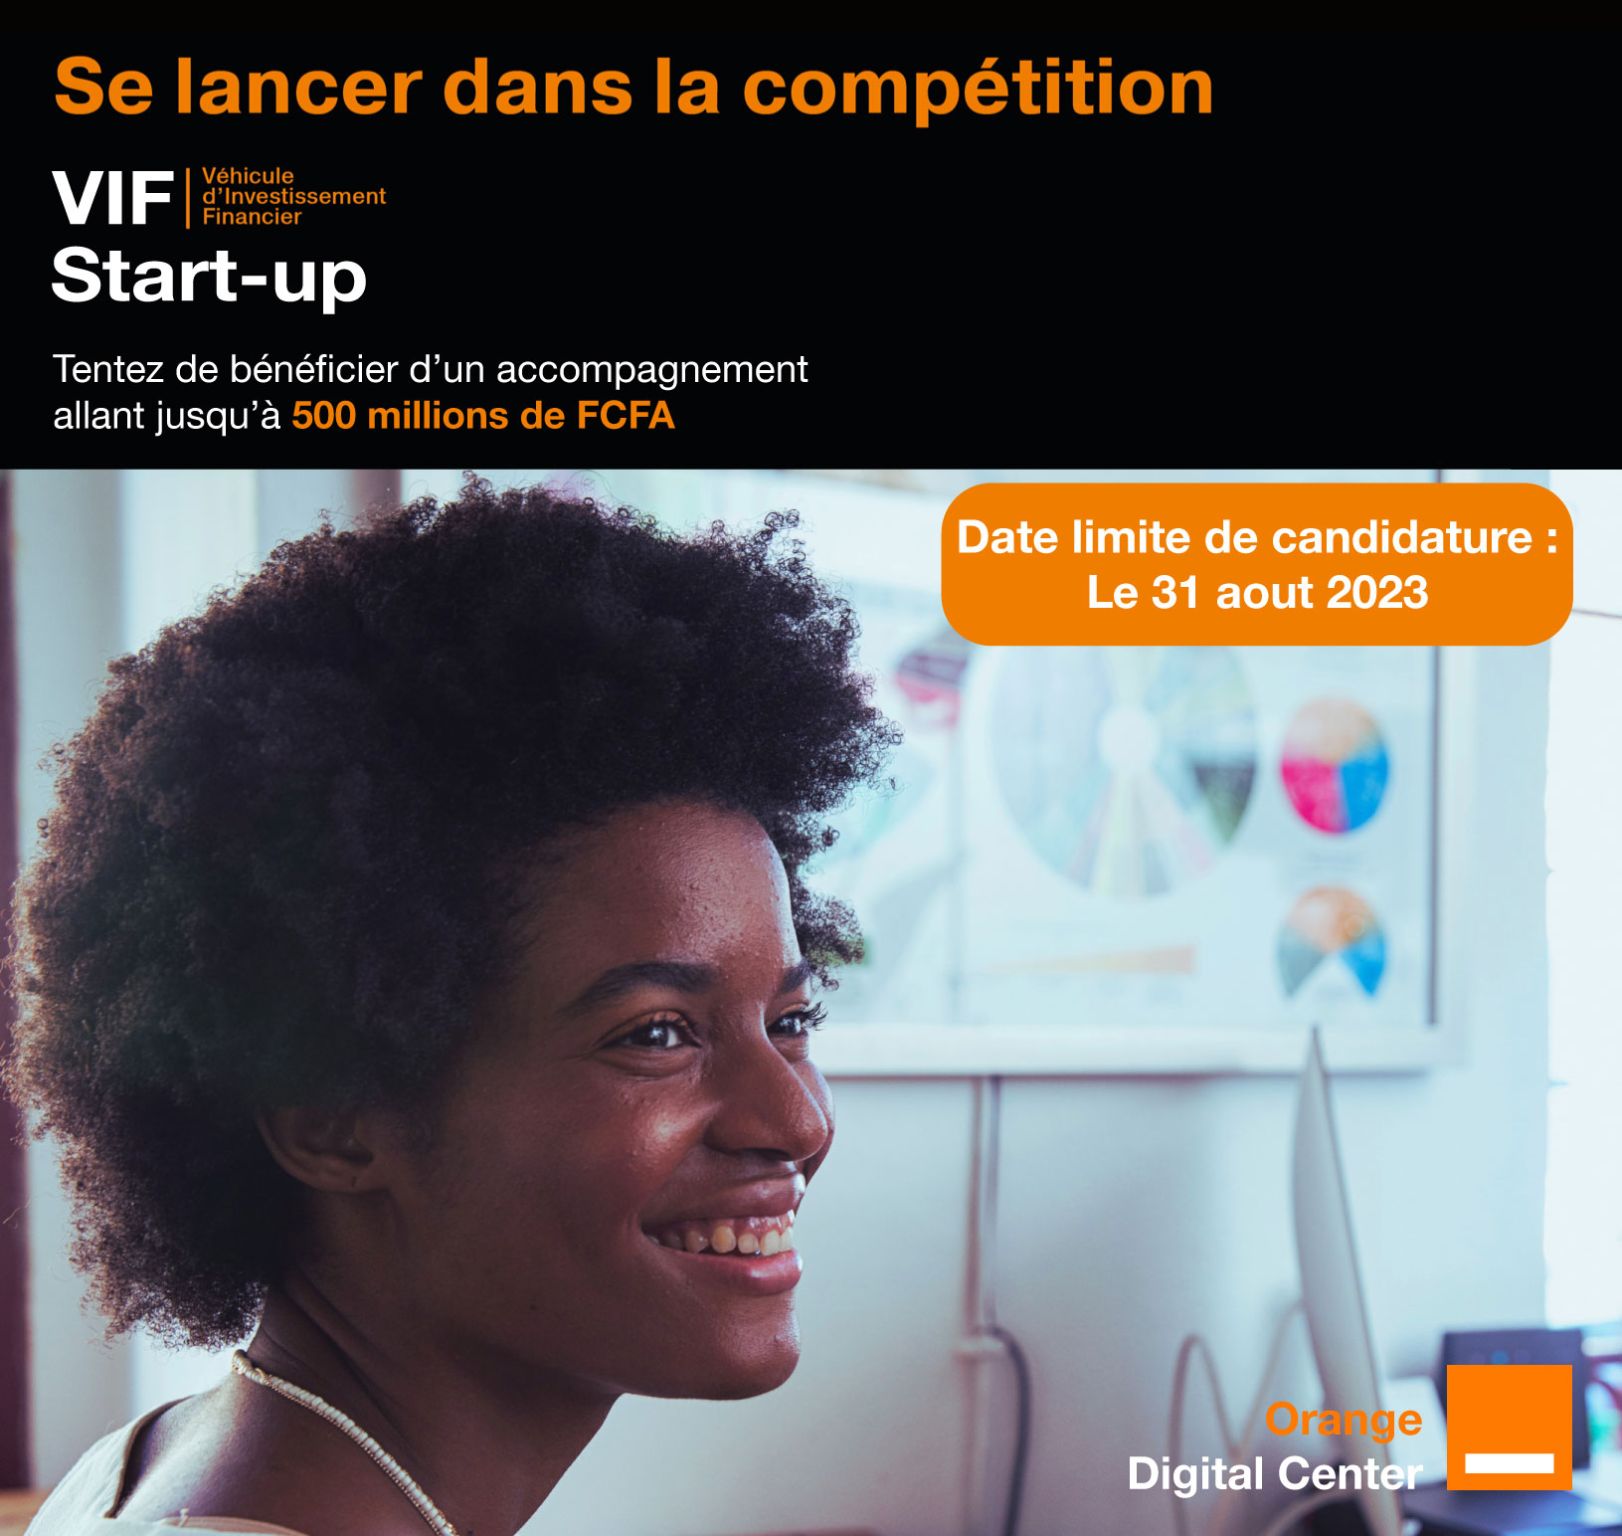 Se lancer dans la compétition
VIF
Véhicule
d’Investissement
Financier
Start-up
Tentez de bénéficier d’un accompagnement
allant jusqu’à 500 millions de FCFA
Date limite de candidature :
Le 31 aout 2023
Orange
Digital Center